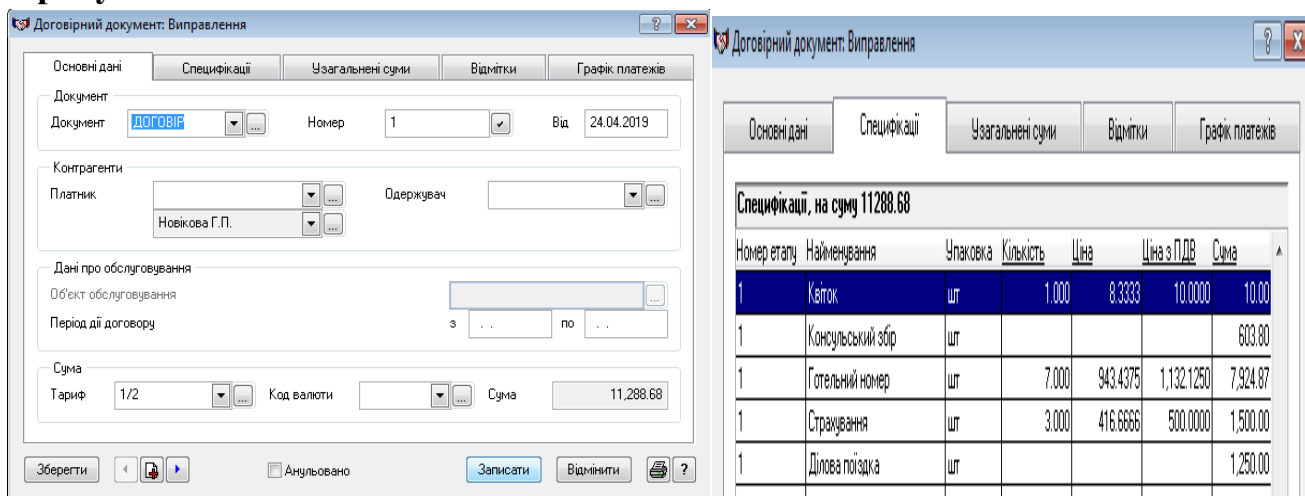 Договірний документ: Виправлення
Основні дані Специфікації Узагальнені суми Відмітки Графік платежів
Документ
Документ ДОГОВІР ... Номер 1 Від 24.04.2019
Контрагенти
Платник ... Одержувач ...
Новікова Г.П. ...
Дані про обслуговування
Об'єкт обслуговування ...
Період дії договору з . . по . .
Сума
Тариф 1/2 ... Код валюти ... Сума 11,288.68
Зберегти Анульовано Записати Відмінити ?
Договірний документ: Виправлення
Основні дані Специфікації Узагальнені суми Відмітки Графік платежів
Специфікації, на суму 11288.68
Номер етапу Найменування Упаковка Кількість Ціна Ціна з ПДВ Сума
1 Квіток шт 1.000 8.3333 10.0000 10.00
1 Консульський збір шт 603.80
1 Готельний номер шт 7.000 943.4375 1,132.1250 7,924.87
1 Страхування шт 3.000 416.6666 500.0000 1,500.00
1 Ділова поїздка шт 1,250.00